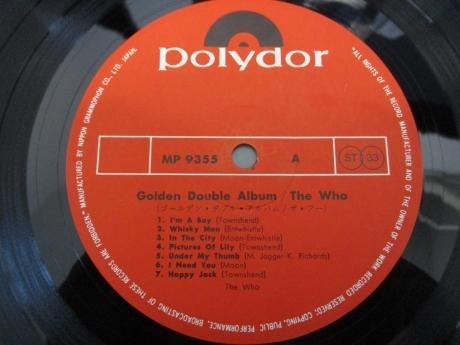 polydor
MP 9355
A
ST 33
Golden Double Album / The Who
(ゴールデン・ダブル・アルバム/ザ・フー)
1. I'm A Boy (Townshend)
2. Whisky Man (Entwhistle)
3. In The City (Moon-Entwhistle)
4. Pictures Of Lily (Townshend)
5. Under My Thumb (M. Jagger-K. Richards)
6. I Need You (Moon)
7. Happy Jack (Townshend)
The Who
MANUFACTURED BY NIPPON GRAMMOPHON CO., LTD. JAPAN.
"ALL RIGHTS OF THE RECORD MANUFACTURER AND OF THE OWNER OF THE WORK RECORDED RESERVED; COPYING, PUBLIC PERFORMANCE, BROADCASTING OF THESE RECORDS ARE FORBIDDEN."